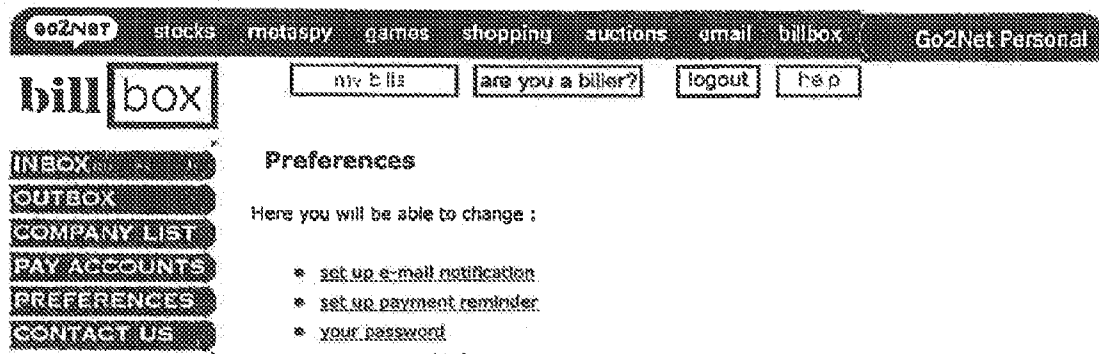 Go2Net stocks metaspy games shopping auctions email billbox Go2Net Personal
bill box
my bills are you a biller? logout help
INBOX
OUTBOX
COMPANY LIST
PAY ACCOUNTS
PREFERENCES
CONTACT US
Preferences
Here you will be able to change :
• set up e-mail notification
• set up payment reminder
• your password